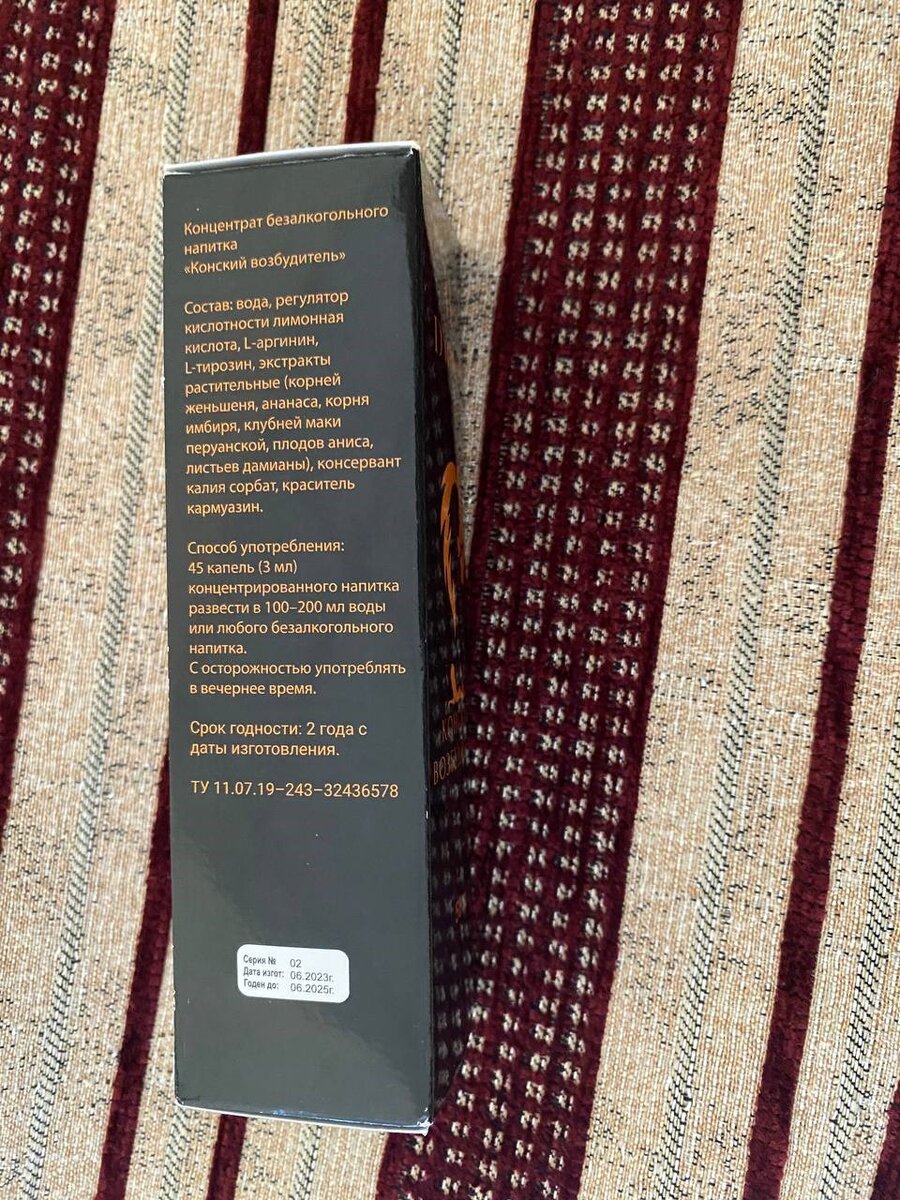 Концентрат безалкогольного
напитка
«Конский возбудитель»
Состав: вода, регулятор
кислотности лимонная
кислота, L-аргинин,
L-тирозин, экстракты
растительные (корней
женьшеня, ананаса, корня
имбиря, клубней маки
перуанской, плодов аниса,
листьев дамианы), консервант
калия сорбат, краситель
кармуазин.
Способ употребления:
45 капель (3 мл)
концентрированного напитка
развести в 100–200 мл воды
или любого безалкогольного
напитка.
С осторожностью употреблять
в вечернее время.
Срок годности: 2 года с
даты изготовления.
ТУ 11.07.19–243–32436578
Серия № 02
Дата изгот: 06.2023г.
Годен до: 06.2025г.